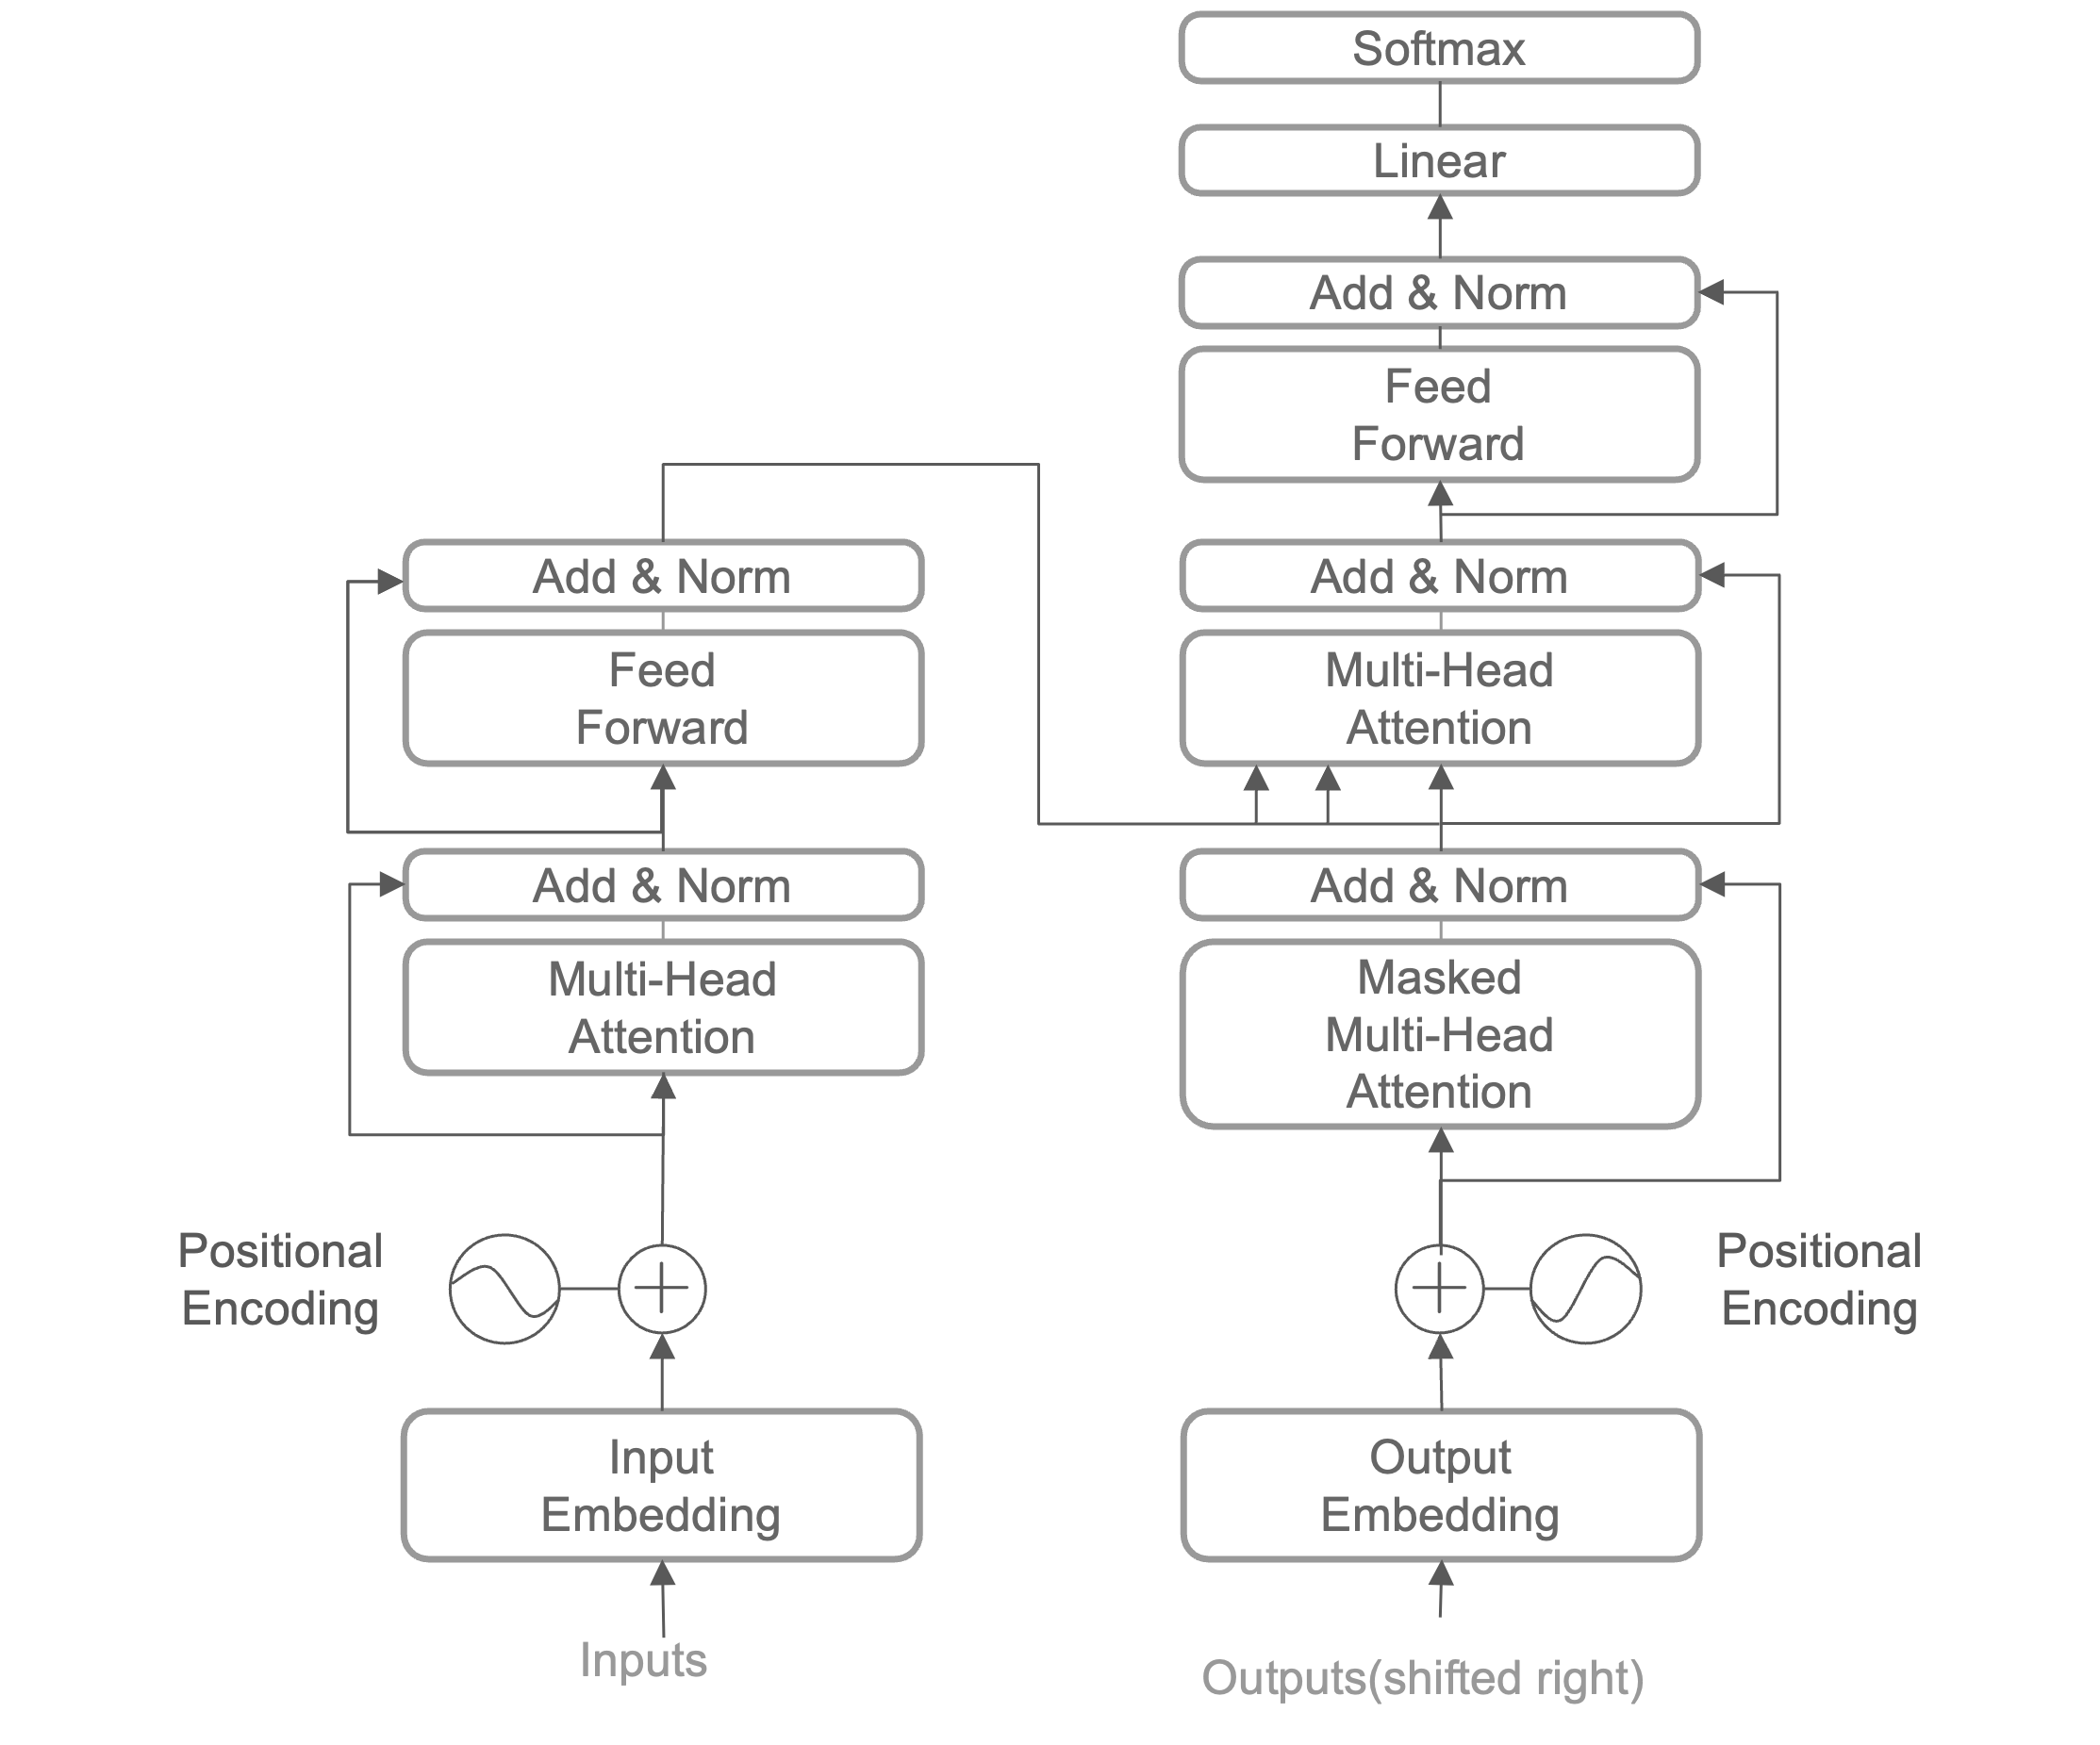 Softmax
Linear
Add & Norm
Feed
Forward
Add & Norm
Multi-Head
Attention
Add & Norm
Masked
Multi-Head
Attention
Positional
Encoding
Output
Embedding
Outputs(shifted right)
Add & Norm
Feed
Forward
Add & Norm
Multi-Head
Attention
Positional
Encoding
Input
Embedding
Inputs